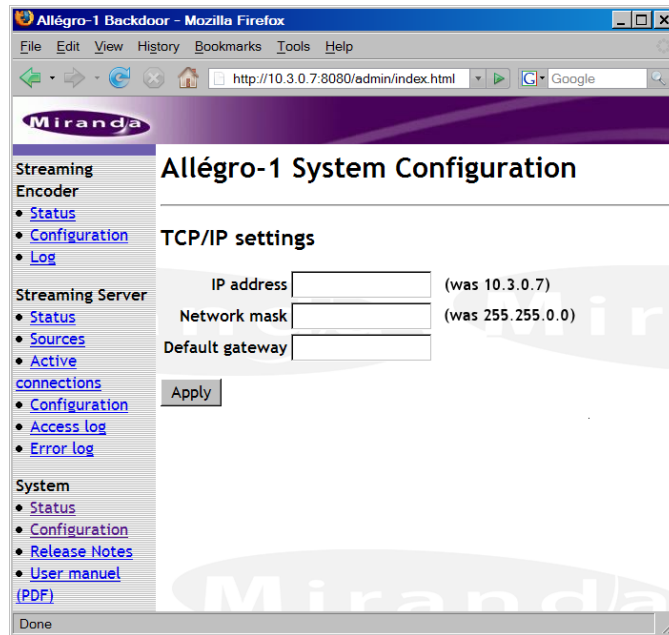 Allégro-1 Backdoor - Mozilla Firefox
File Edit View History Bookmarks Tools Help
http://10.3.0.7:8080/admin/index.html
G Google
Miranda
Streaming
Encoder
Status
Configuration
Log
Streaming Server
Status
Sources
Active
connections
Configuration
Access log
Error log
System
Status
Configuration
Release Notes
User manuel
(PDF)
Allégro-1 System Configuration
TCP/IP settings
IP address (was 10.3.0.7)
Network mask (was 255.255.0.0)
Default gateway
Apply
Mir
Miranda
Done